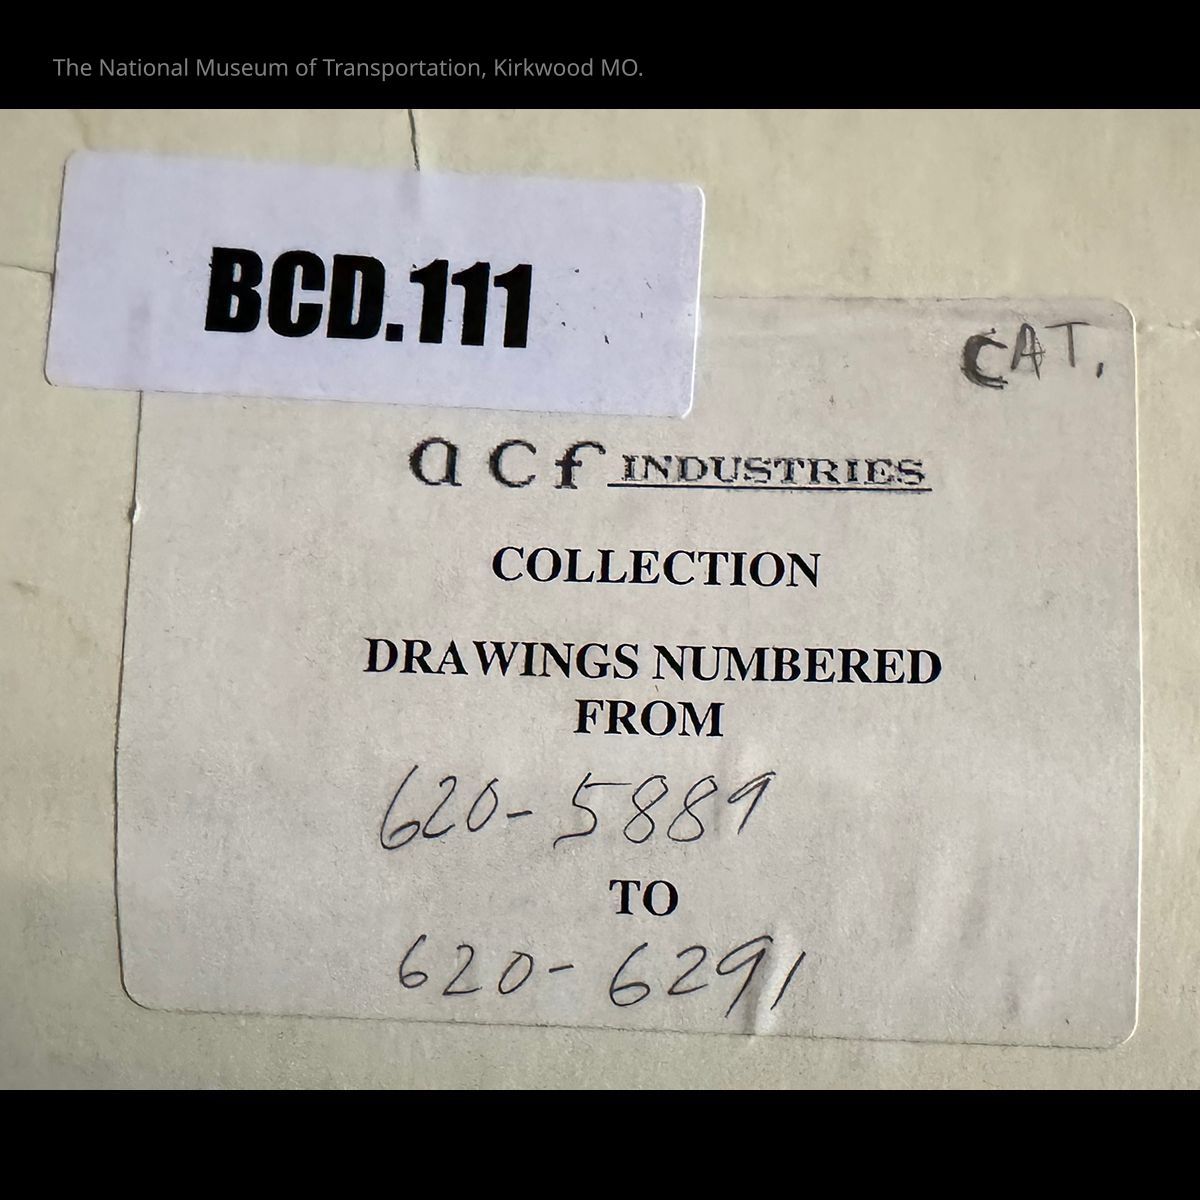 The National Museum of Transportation, Kirkwood MO.
BCD.111
CAT.
acf INDUSTRIES
COLLECTION
DRAWINGS NUMBERED
FROM
620-5889
TO
620-6291